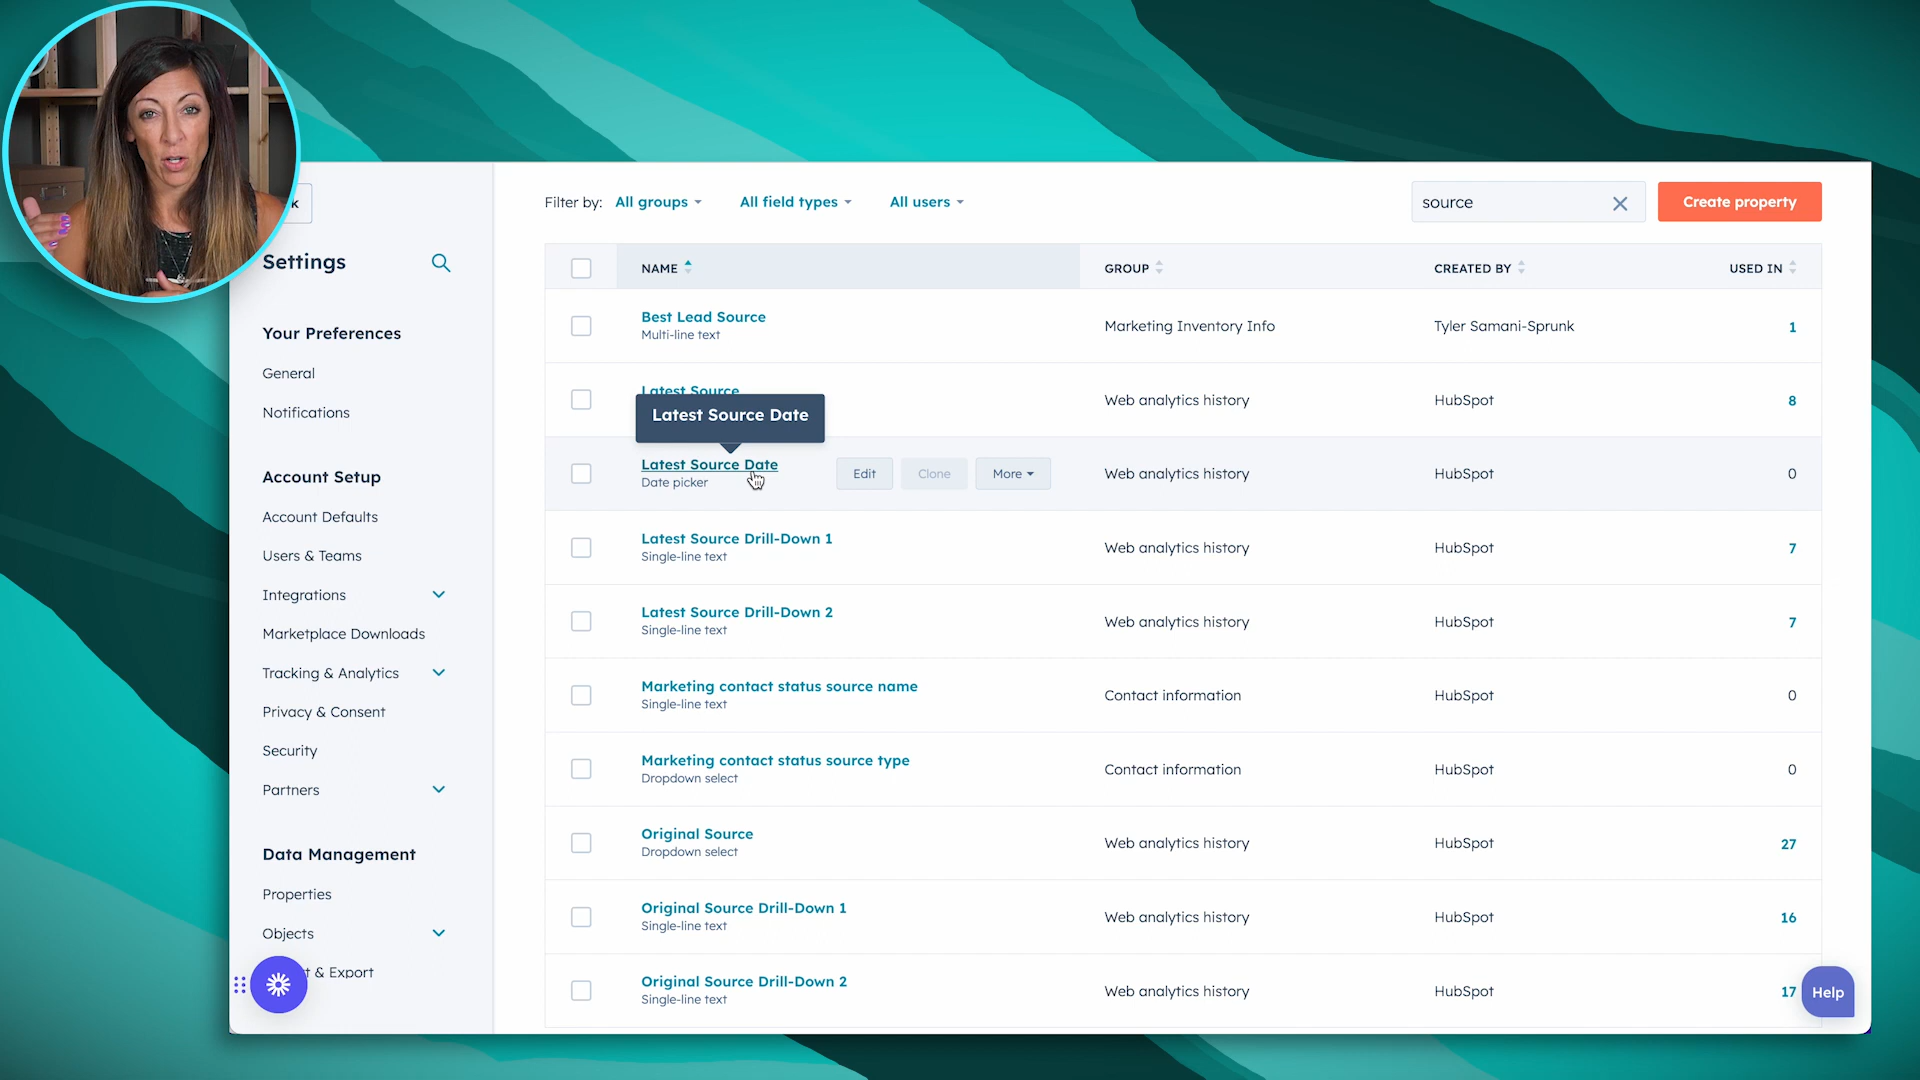 k
Settings
Your Preferences
General
Notifications
Account Setup
Account Defaults
Users & Teams
Integrations
Marketplace Downloads
Tracking & Analytics
Privacy & Consent
Security
Partners
Data Management
Properties
Objects
t & Export
Filter by: All groups All field types All users
source
Create property
NAME GROUP CREATED BY USED IN
Best Lead Source
Multi-line text
Marketing Inventory Info Tyler Samani-Sprunk 1
Latest Source
Web analytics history HubSpot 8
Latest Source Date
Latest Source Date
Date picker
Edit Clone More
Web analytics history HubSpot 0
Latest Source Drill-Down 1
Single-line text
Web analytics history HubSpot 7
Latest Source Drill-Down 2
Single-line text
Web analytics history HubSpot 7
Marketing contact status source name
Single-line text
Contact information HubSpot 0
Marketing contact status source type
Dropdown select
Contact information HubSpot 0
Original Source
Dropdown select
Web analytics history HubSpot 27
Original Source Drill-Down 1
Single-line text
Web analytics history HubSpot 16
Original Source Drill-Down 2
Single-line text
Web analytics history HubSpot 17
Help